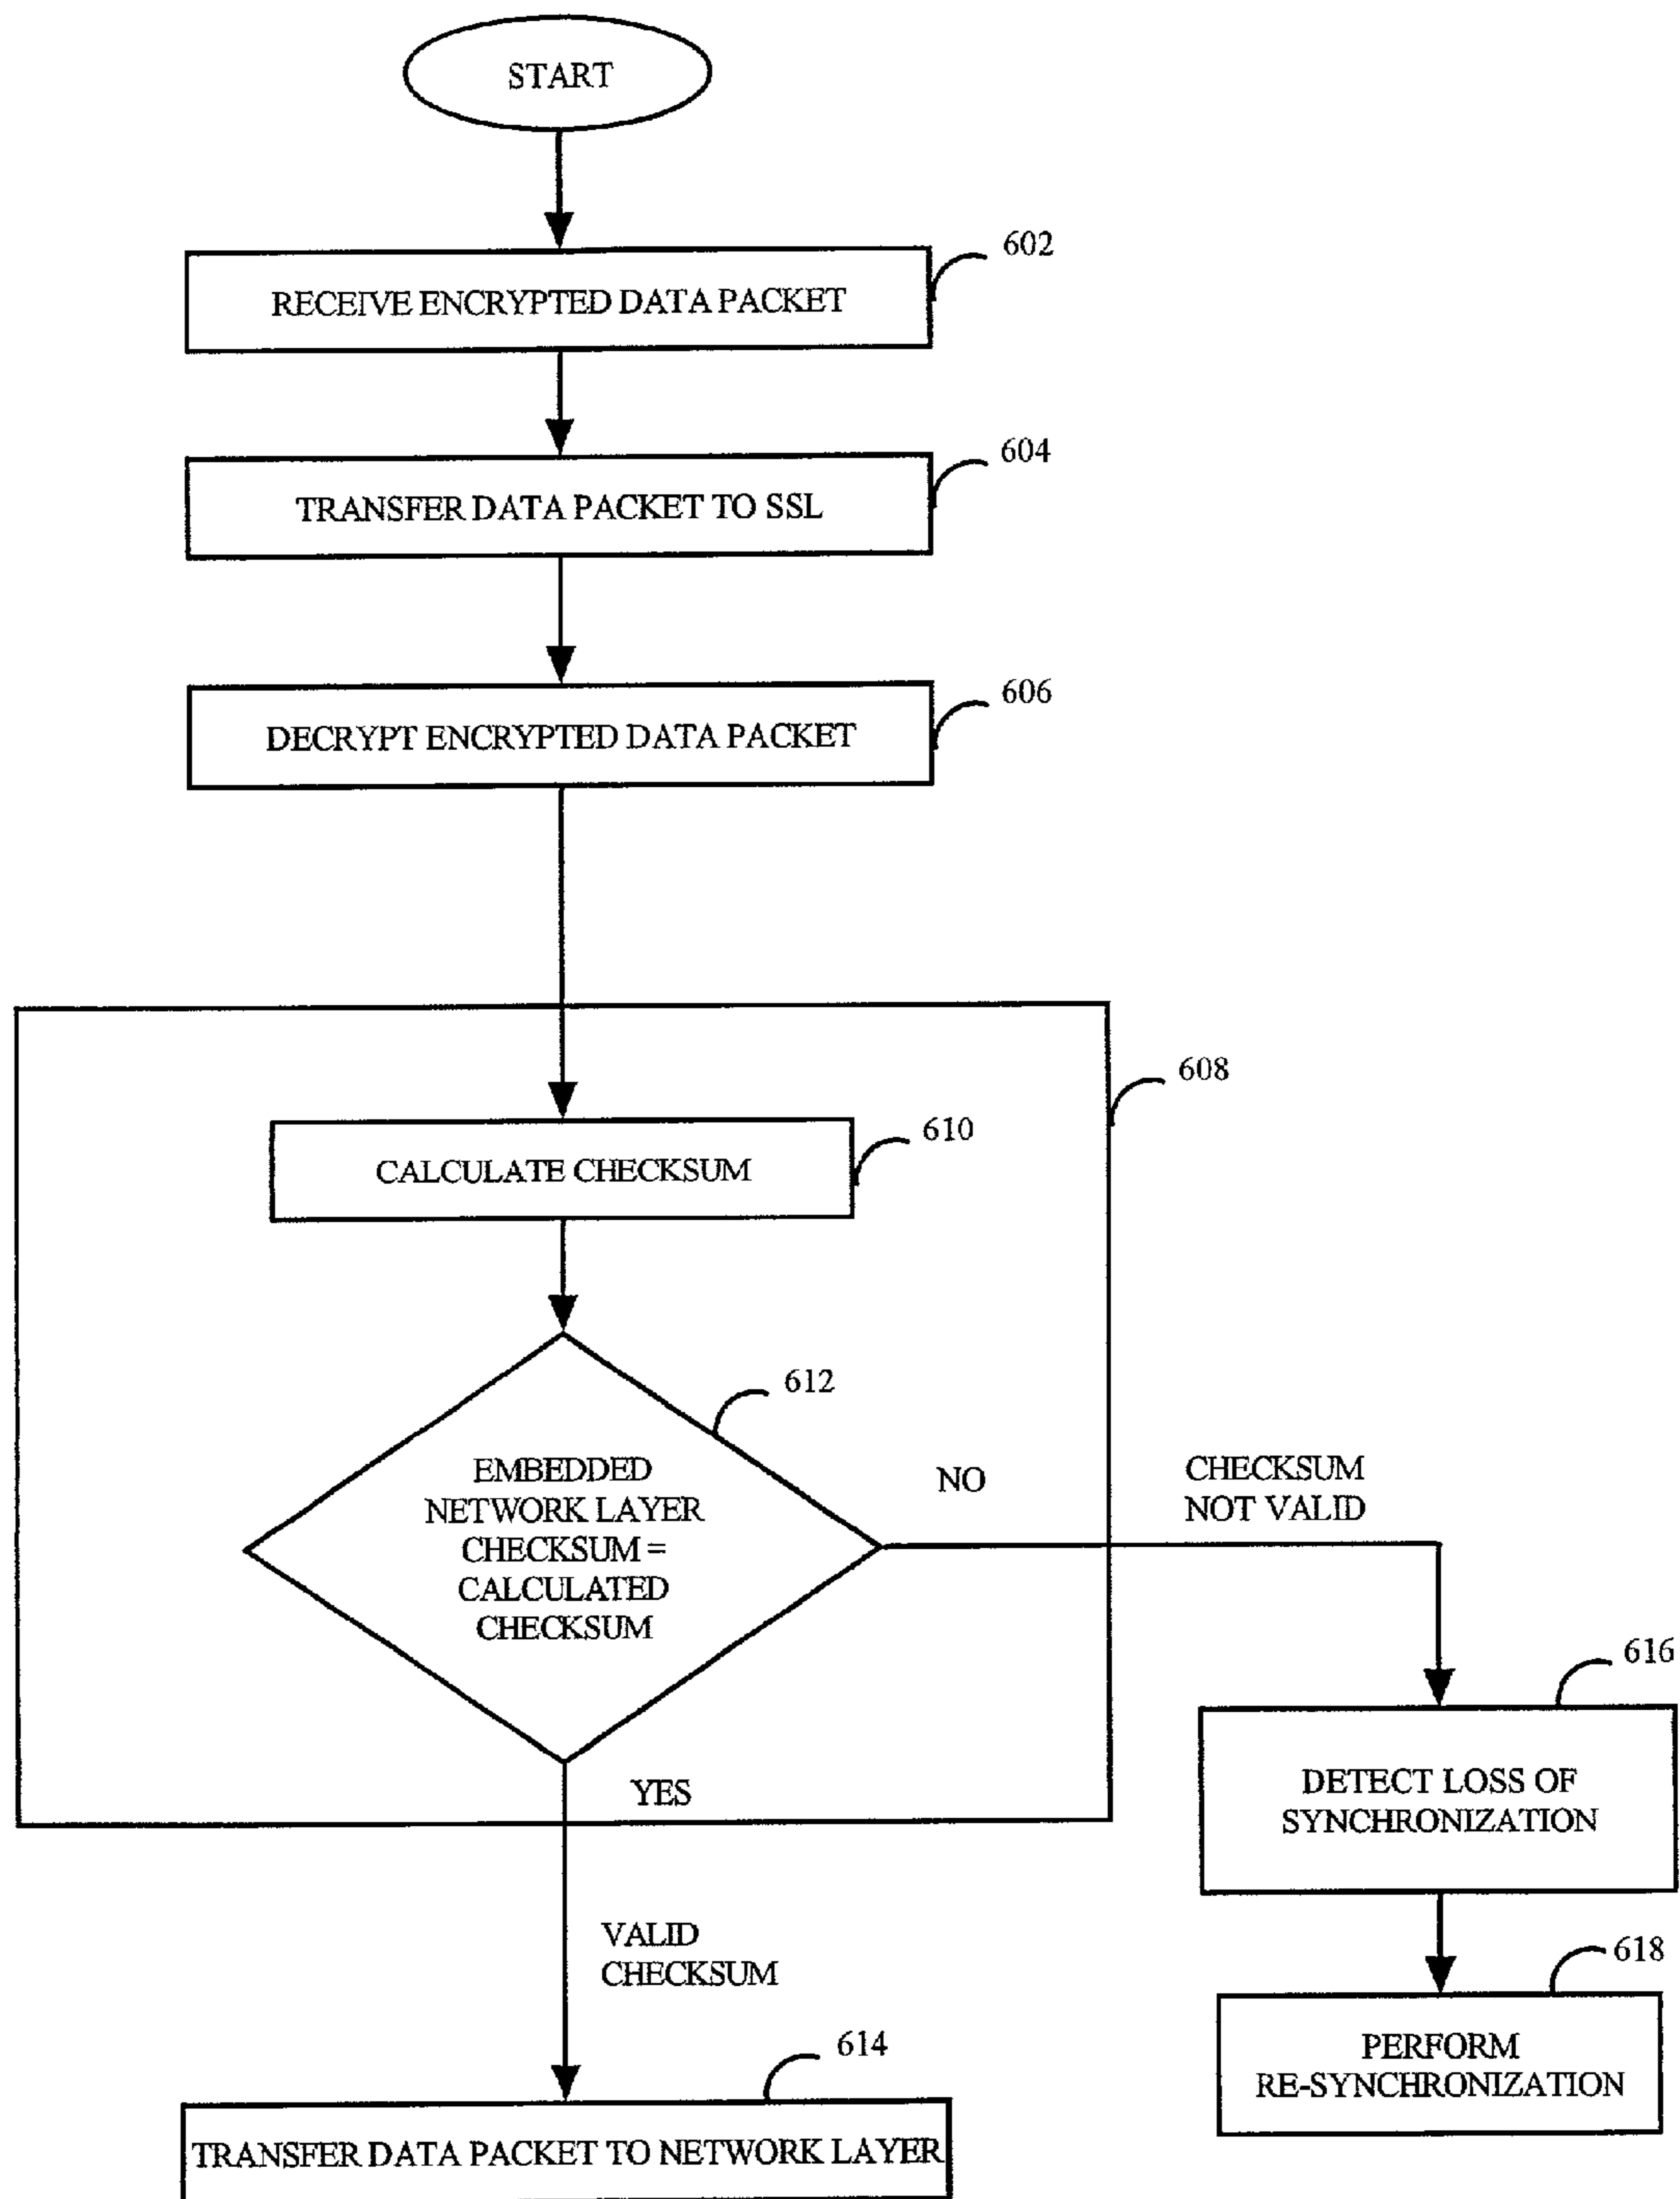 START
602
RECEIVE ENCRYPTED DATA PACKET
604
TRANSFER DATA PACKET TO SSL
606
DECRYPT ENCRYPTED DATA PACKET
608
610
CALCULATE CHECKSUM
612
EMBEDDED
NETWORK LAYER
CHECKSUM =
CALCULATED
CHECKSUM
NO
CHECKSUM
NOT VALID
616
DETECT LOSS OF
SYNCHRONIZATION
YES
VALID
CHECKSUM
618
PERFORM
RE-SYNCHRONIZATION
614
TRANSFER DATA PACKET TO NETWORK LAYER